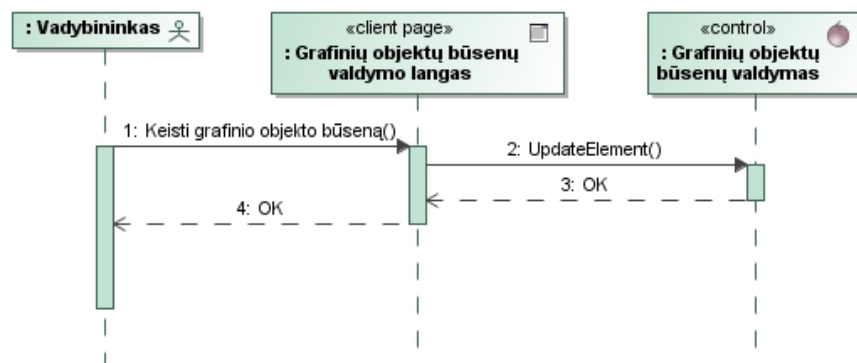 : Vadybininkas
«client page»
: Grafinių objektų būsenų
valdymo langas
«control»
: Grafinių objektų
būsenų valdymas
1: Keisti grafinio objekto būseną()
2: UpdateElement()
3: OK
4: OK